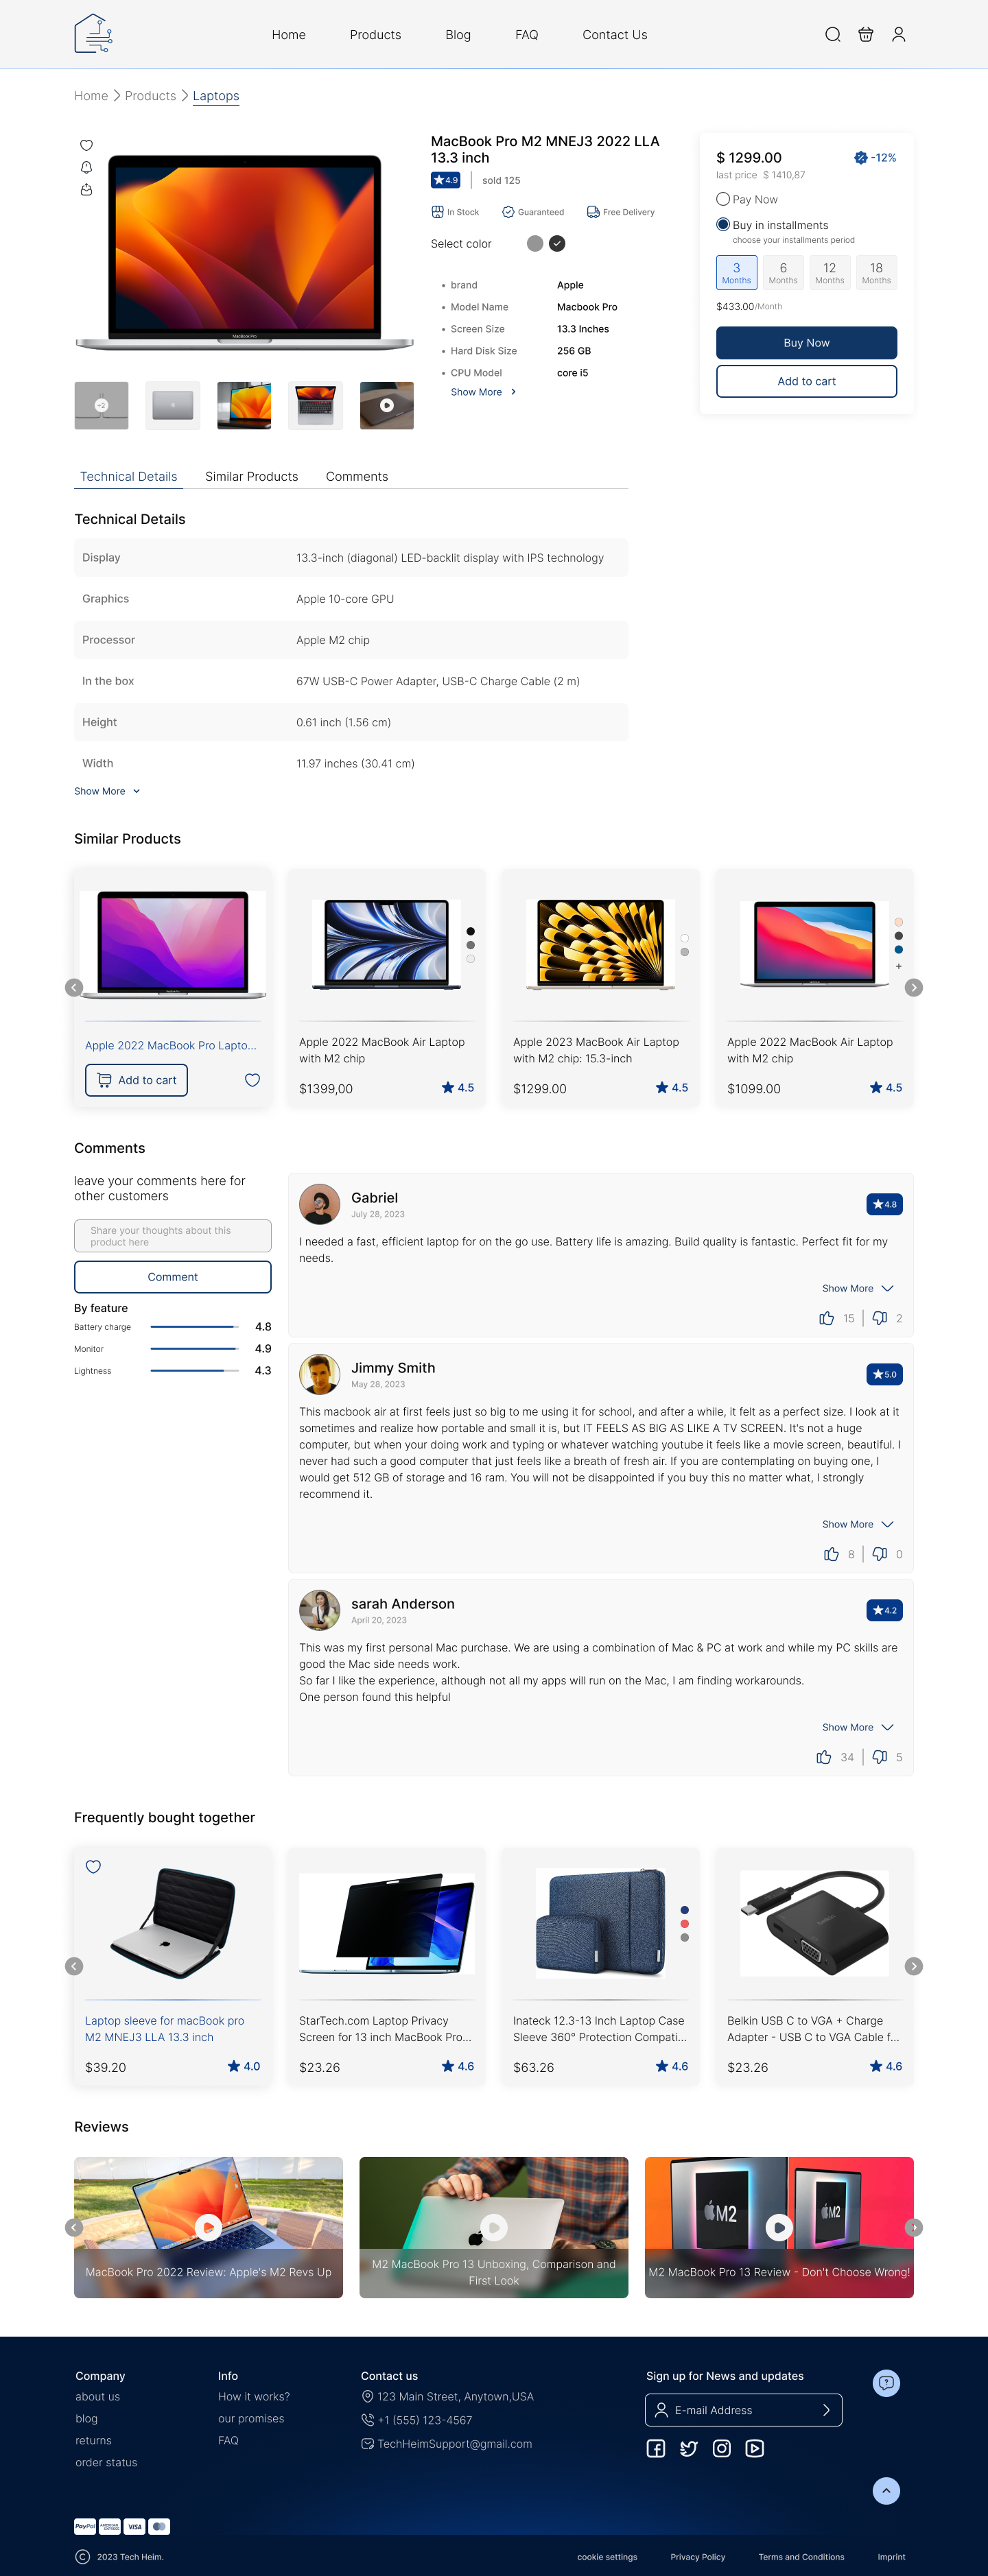 Home Products Blog FAQ Contact Us
Home Products Laptops
MacBook Pro M2 MNEJ3 2022 LLA
13.3 inch
4.9 sold 125
In Stock Guaranteed Free Delivery
Select color
brand Apple
Model Name Macbook Pro
Screen Size 13.3 Inches
Hard Disk Size 256 GB
CPU Model core i5
Show More
MacBook Pro
+2
$ 1299.00 -12%
last price $ 1410,87
Pay Now
Buy in installments
choose your installments period
3 6 12 18
Months Months Months Months
$433.00/Month
Buy Now
Add to cart
Technical Details Similar Products Comments
Technical Details
Display 13.3-inch (diagonal) LED-backlit display with IPS technology
Graphics Apple 10-core GPU
Processor Apple M2 chip
In the box 67W USB-C Power Adapter, USB-C Charge Cable (2 m)
Height 0.61 inch (1.56 cm)
Width 11.97 inches (30.41 cm)
Show More
Similar Products
Apple 2022 MacBook Pro Lapto...
Add to cart
Apple 2022 MacBook Air Laptop
with M2 chip
$1399,00 4.5
Apple 2023 MacBook Air Laptop
with M2 chip: 15.3-inch
$1299.00 4.5
+
Apple 2022 MacBook Air Laptop
with M2 chip
$1099.00 4.5
Comments
leave your comments here for
other customers
Share your thoughts about this
product here
Comment
By feature
Battery charge 4.8
Monitor 4.9
Lightness 4.3
Gabriel
July 28, 2023
4.8
I needed a fast, efficient laptop for on the go use. Battery life is amazing. Build quality is fantastic. Perfect fit for my
needs.
Show More
15 2
Jimmy Smith
May 28, 2023
5.0
This macbook air at first feels just so big to me using it for school, and after a while, it felt as a perfect size. I look at it
sometimes and realize how portable and small it is, but IT FEELS AS BIG AS LIKE A TV SCREEN. It's not a huge
computer, but when your doing work and typing or whatever watching youtube it feels like a movie screen, beautiful. I
never had such a good computer that just feels like a breath of fresh air. If you are contemplating on buying one, I
would get 512 GB of storage and 16 ram. You will not be disappointed if you buy this no matter what, I strongly
recommend it.
Show More
8 0
sarah Anderson
April 20, 2023
4.2
This was my first personal Mac purchase. We are using a combination of Mac & PC at work and while my PC skills are
good the Mac side needs work.
So far I like the experience, although not all my apps will run on the Mac, I am finding workarounds.
One person found this helpful
Show More
34 5
Frequently bought together
Laptop sleeve for macBook pro
M2 MNEJ3 LLA 13.3 inch
$39.20 4.0
StarTech.com Laptop Privacy
Screen for 13 inch MacBook Pro...
$23.26 4.6
Inateck 12.3-13 Inch Laptop Case
Sleeve 360° Protection Compati...
$63.26 4.6
belkin
Belkin USB C to VGA + Charge
Adapter - USB C to VGA Cable f...
$23.26 4.6
Reviews
MacBook Pro 2022 Review: Apple's M2 Revs Up
M2 MacBook Pro 13 Unboxing, Comparison and
First Look
M2 M2
M2 MacBook Pro 13 Review - Don't Choose Wrong!
Company
about us
blog
returns
order status
Info
How it works?
our promises
FAQ
Contact us
123 Main Street, Anytown,USA
+1 (555) 123-4567
TechHeimSupport@gmail.com
Sign up for News and updates
E-mail Address
PayPal AMERICAN EXPRESS VISA
2023 Tech Heim.
cookie settings Privacy Policy Terms and Conditions Imprint